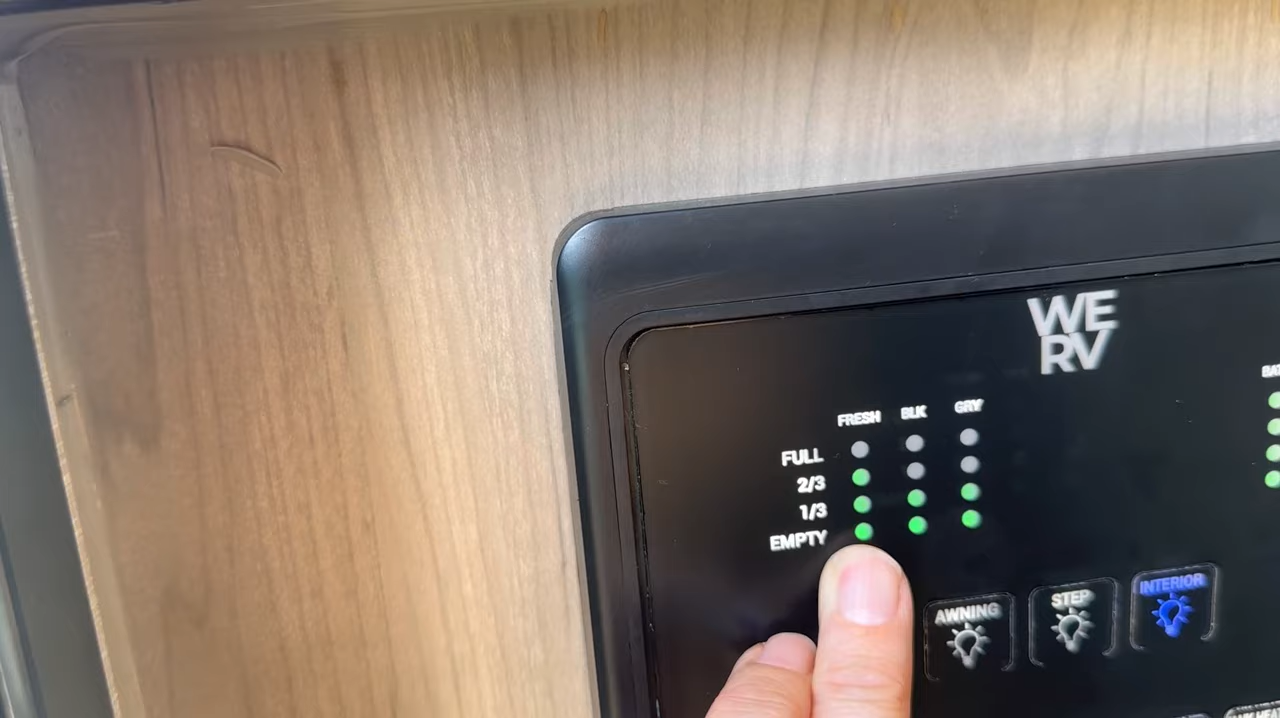 WE
RV
FRESH BLK GRY
FULL
2/3
1/3
EMPTY
AWNING STEP INTERIOR